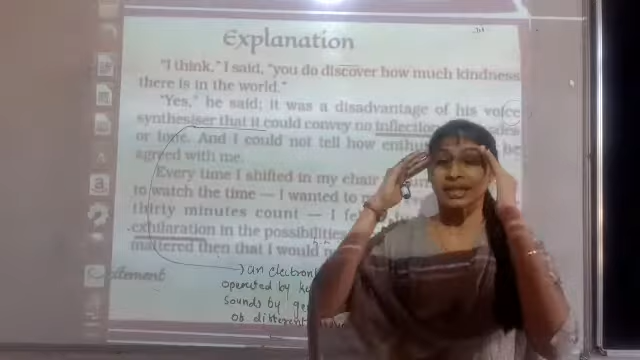 Explanation
"I think," I said, "you do discover how much kindness
there is in the world."
"Yes," he said; it was a disadvantage of his voice
synthesiser that it could convey no inflection
or tone. And I could not tell how be
agreed with me.
Every time I shifted in my chair
to watch the time — I wanted to
thirty minutes count — I
exhilaration in the possibilities
mattered then that I would
an electron
operated by
sounds by
of different